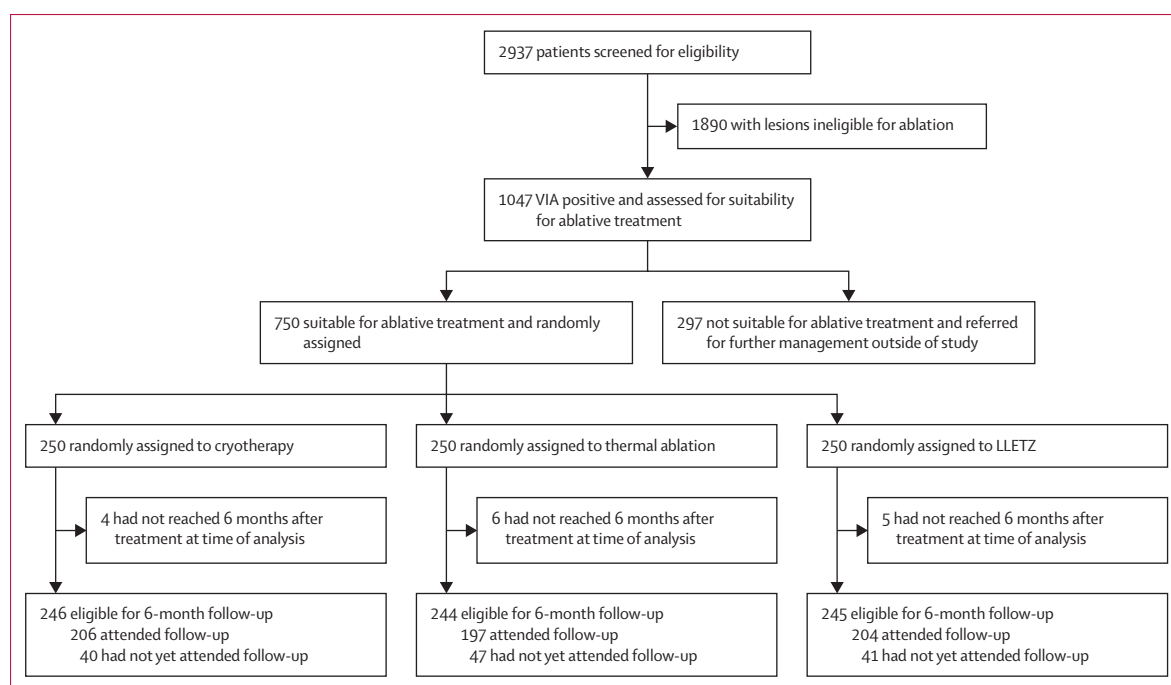 2937 patients screened for eligibility
1890 with lesions ineligible for ablation
1047 VIA positive and assessed for suitability
for ablative treatment
750 suitable for ablative treatment and randomly
assigned
297 not suitable for ablative treatment and referred
for further management outside of study
250 randomly assigned to cryotherapy
250 randomly assigned to thermal ablation
250 randomly assigned to LLETZ
4 had not reached 6 months after
treatment at time of analysis
6 had not reached 6 months after
treatment at time of analysis
5 had not reached 6 months after
treatment at time of analysis
246 eligible for 6-month follow-up
206 attended follow-up
40 had not yet attended follow-up
244 eligible for 6-month follow-up
197 attended follow-up
47 had not yet attended follow-up
245 eligible for 6-month follow-up
204 attended follow-up
41 had not yet attended follow-up